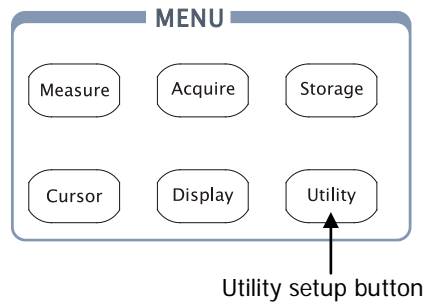 MENU
Measure Acquire Storage
Cursor Display Utility
Utility setup button